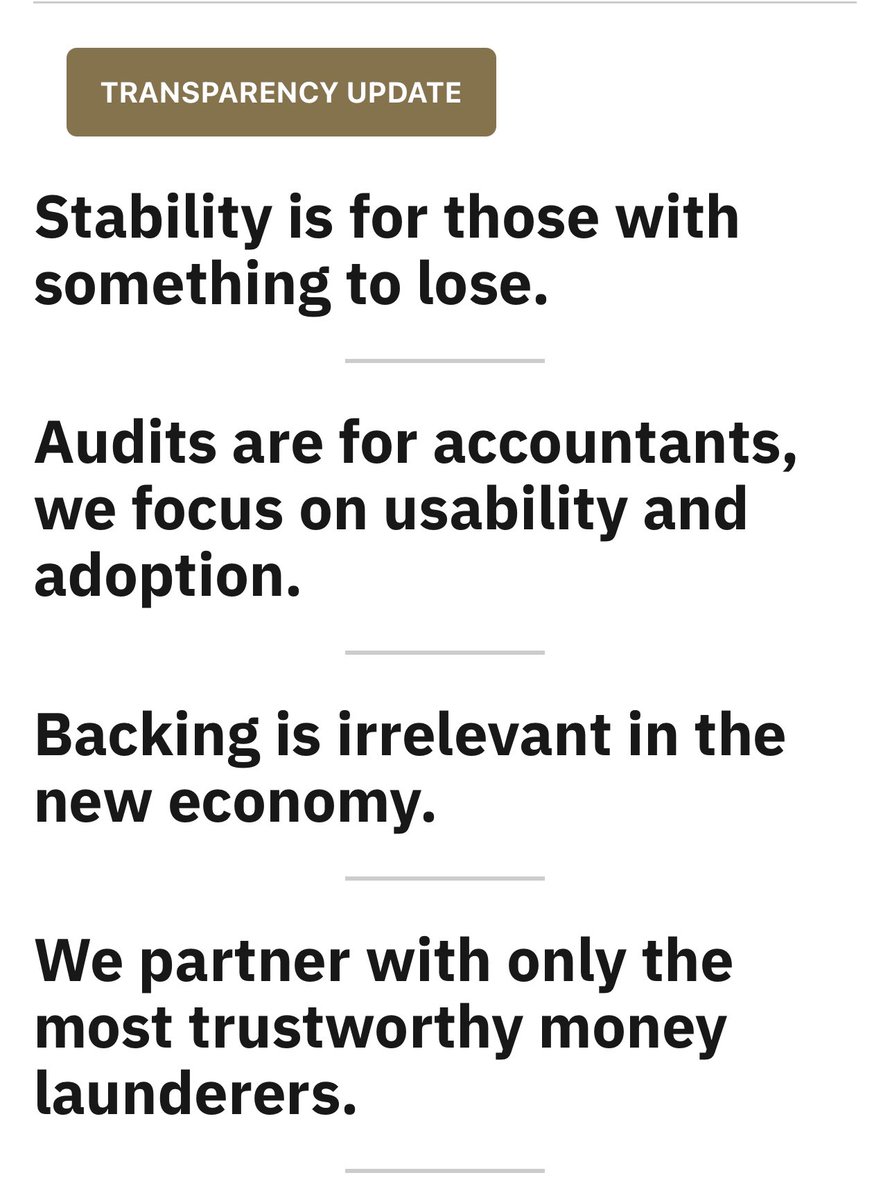 TRANSPARENCY UPDATE
Stability is for those with
something to lose.
Audits are for accountants,
we focus on usability and
adoption.
Backing is irrelevant in the
new economy.
We partner with only the
most trustworthy money
launderers.